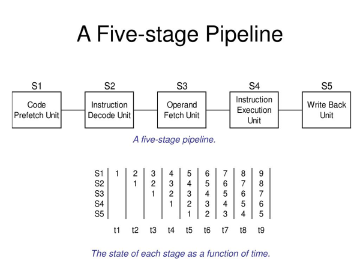 A Five-stage Pipeline
S1 S2 S3 S4 S5
Code Prefetch Unit
Instruction Decode Unit
Operand Fetch Unit
Instruction Execution Unit
Write Back Unit
A five-stage pipeline.
S1 1 2 3 4 5 6 7 8 9
S2 1 2 3 4 5 6 7 8
S3 1 2 3 4 5 6 7
S4 1 2 3 4 5 6
S5 1 2 3 4 5
t1 t2 t3 t4 t5 t6 t7 t8 t9
The state of each stage as a function of time.